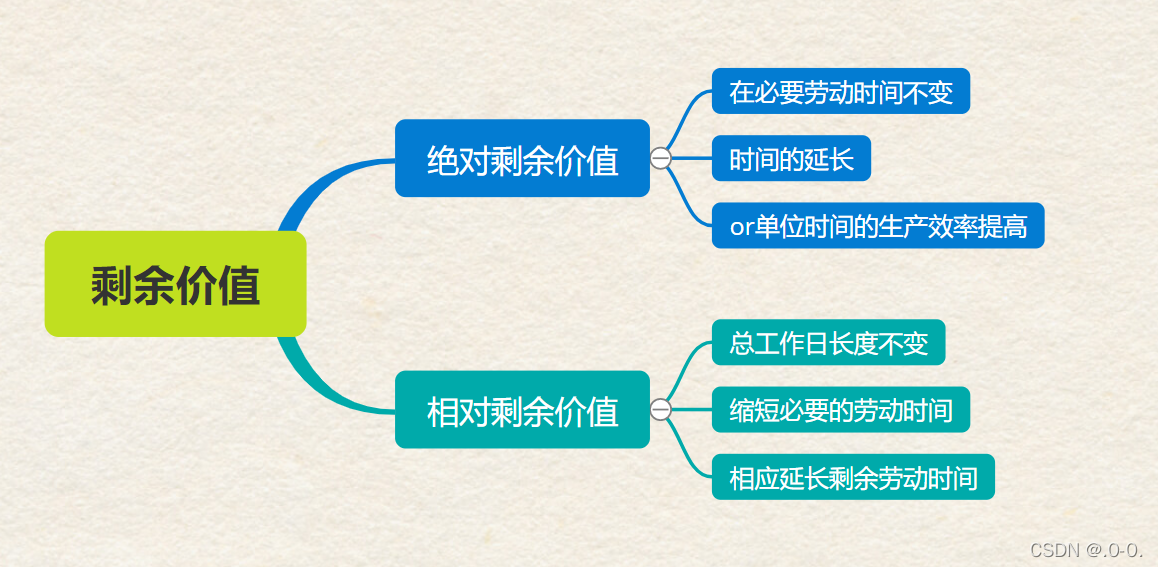 剩余价值
绝对剩余价值
在必要劳动时间不变
时间的延长
or单位时间的生产效率提高
相对剩余价值
总工作日长度不变
缩短必要的劳动时间
相应延长剩余劳动时间
CSDN @.0-0.